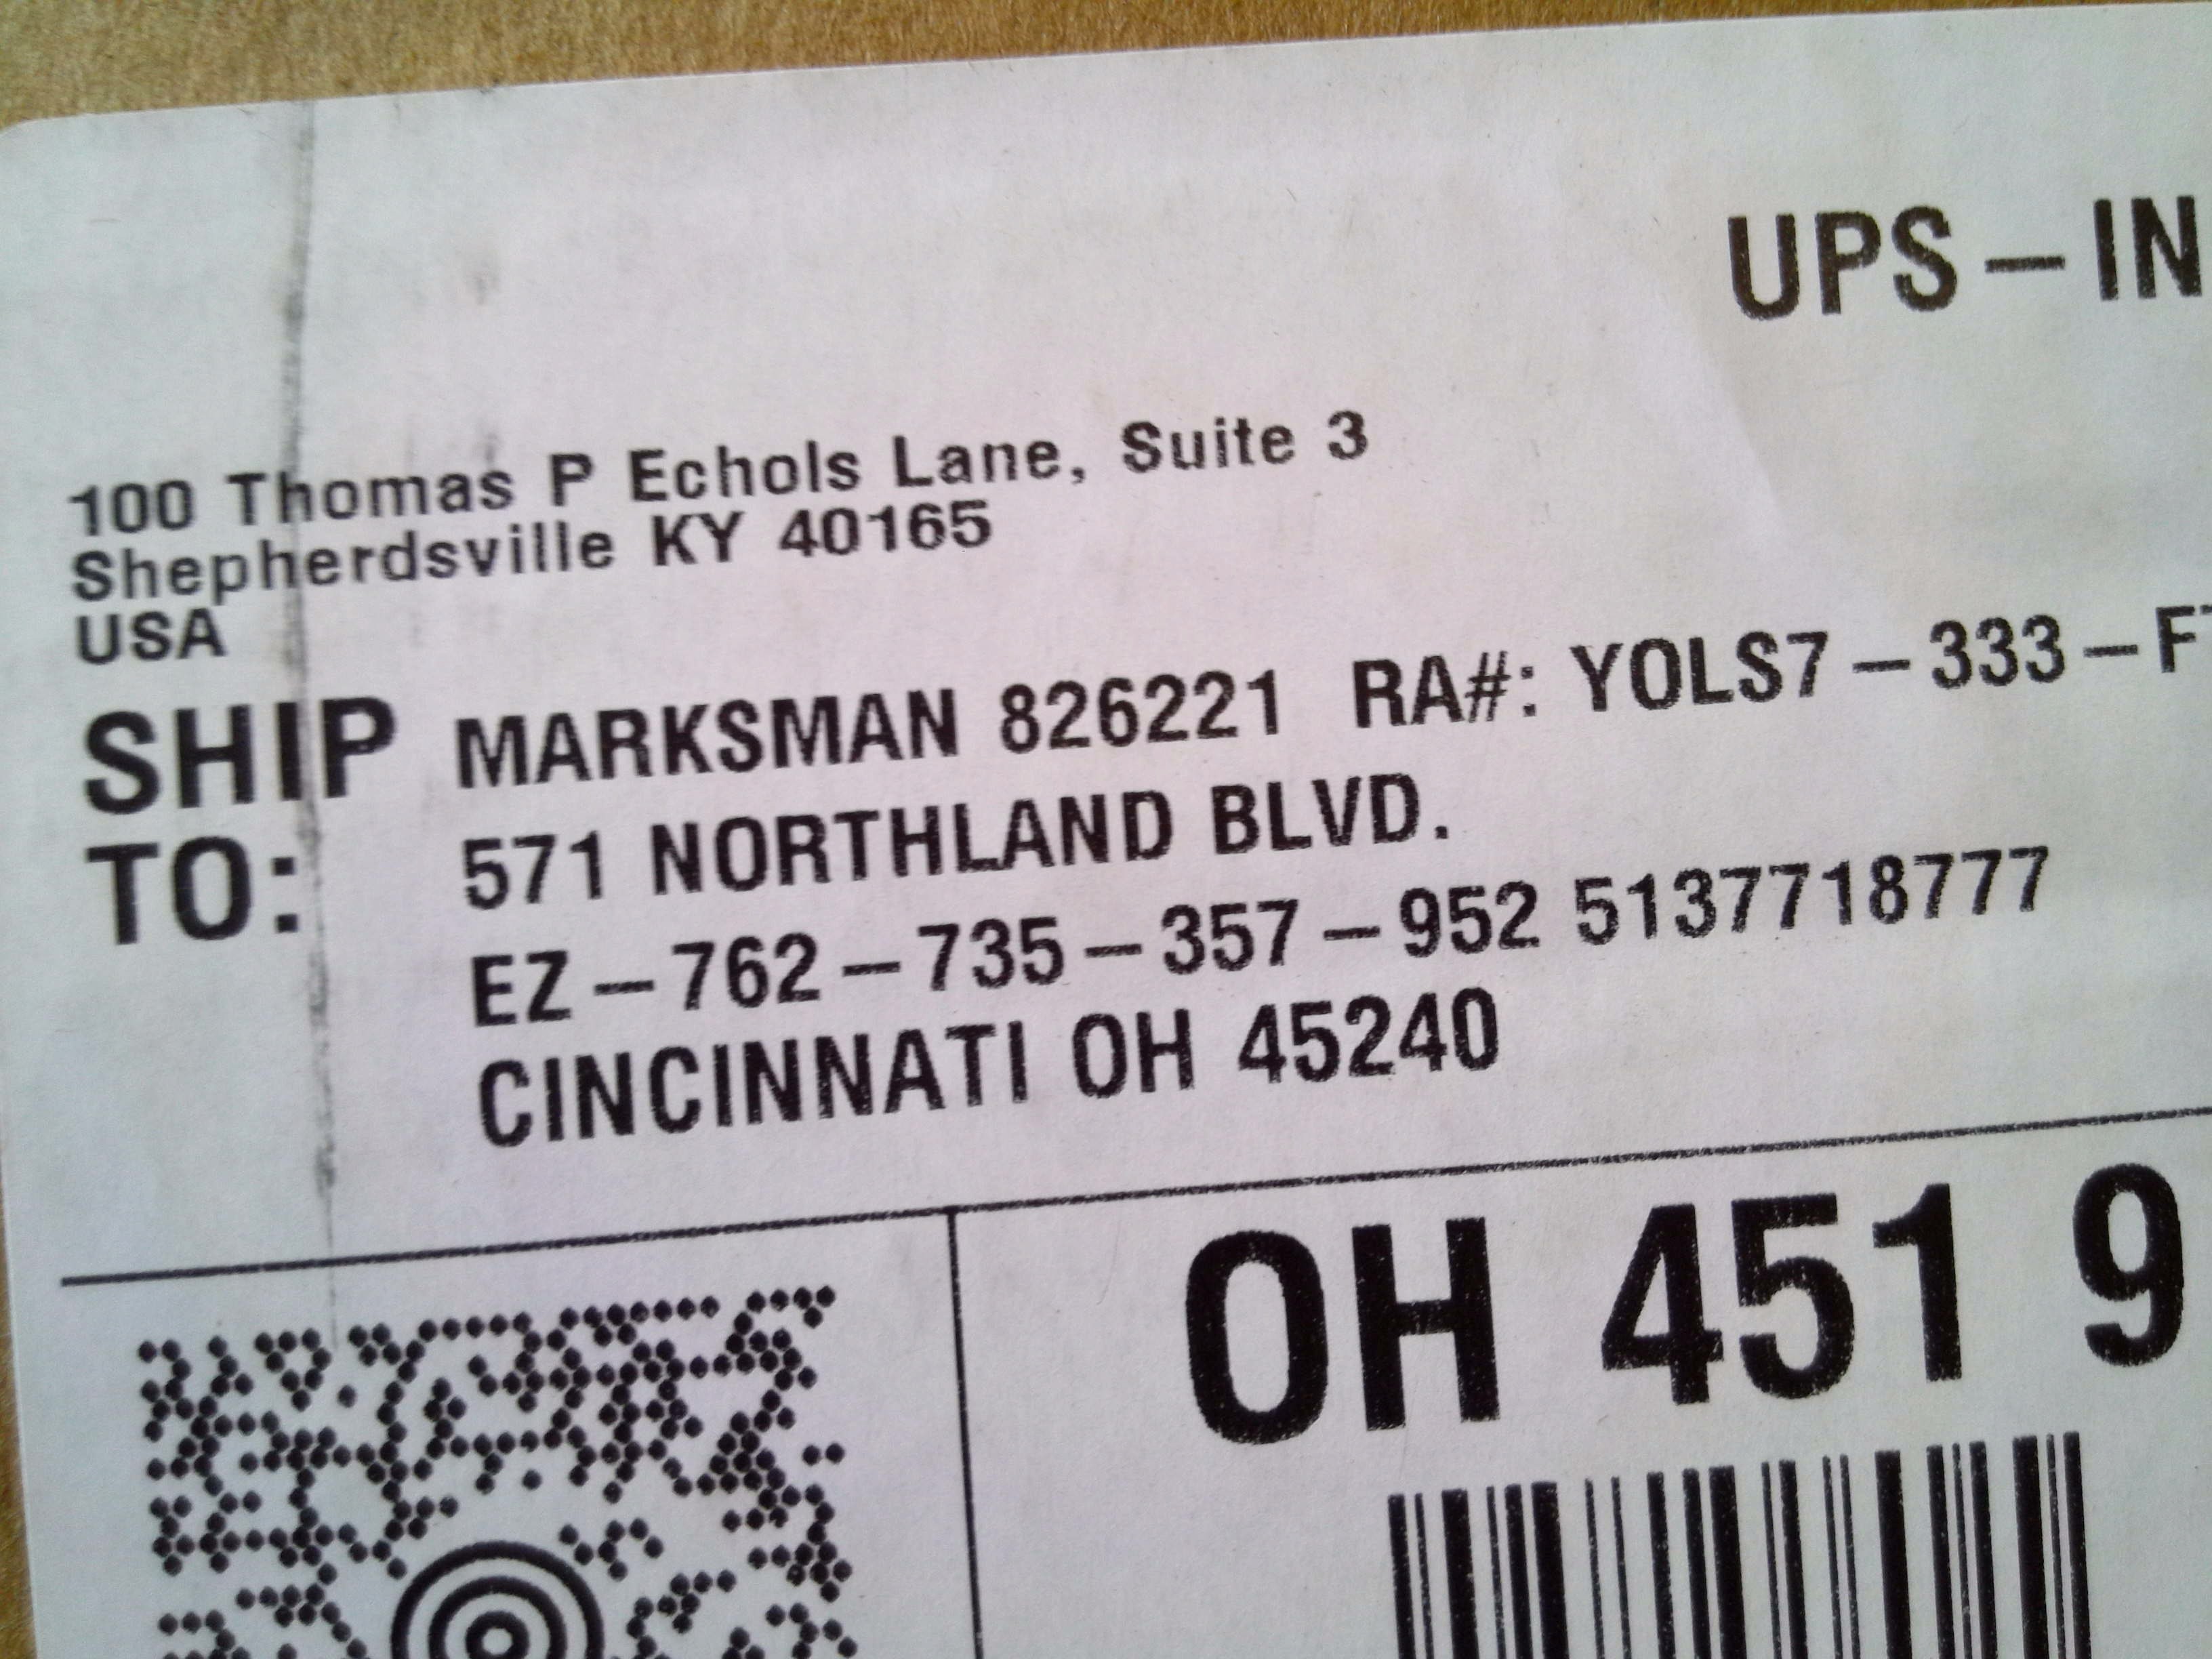 UPS - IN
100 Thomas P Echols Lane, Suite 3
Shepherdsville KY 40165
USA
SHIP TO:
MARKSMAN 826221 RA#: YOLS7 - 333 - F
571 NORTHLAND BLVD.
EZ - 762 - 735 - 357 - 952 5137718777
CINCINNATI OH 45240
OH 451 9